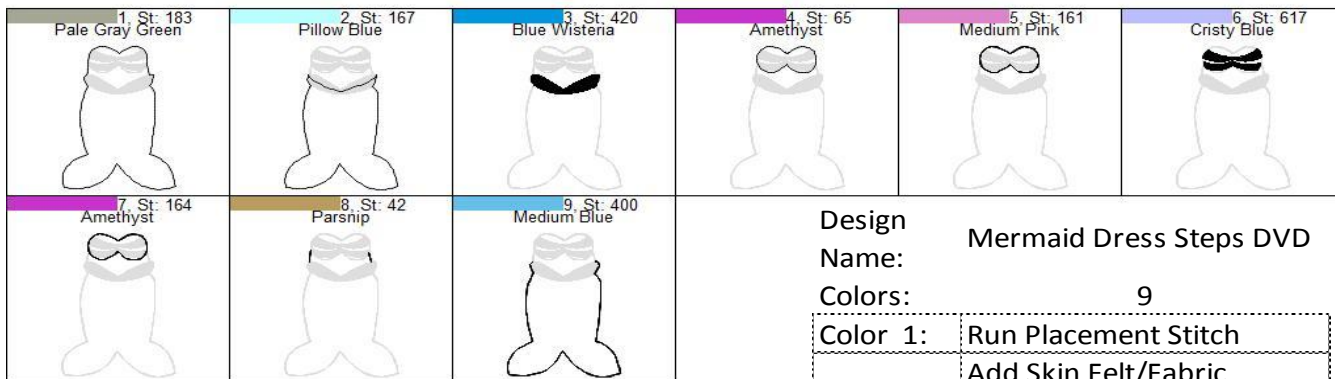 1, St: 183
Pale Gray Green
2, St: 167
Pillow Blue
3, St: 420
Blue Wisteria
4, St: 65
Amethyst
5, St: 161
Medium Pink
6, St: 617
Cristy Blue
7, St: 164
Amethyst
8, St: 42
Parsnip
9, St: 400
Medium Blue
Design Name: Mermaid Dress Steps DVD
Colors: 9
Color 1: Run Placement Stitch
Add Skin Felt/Fabric